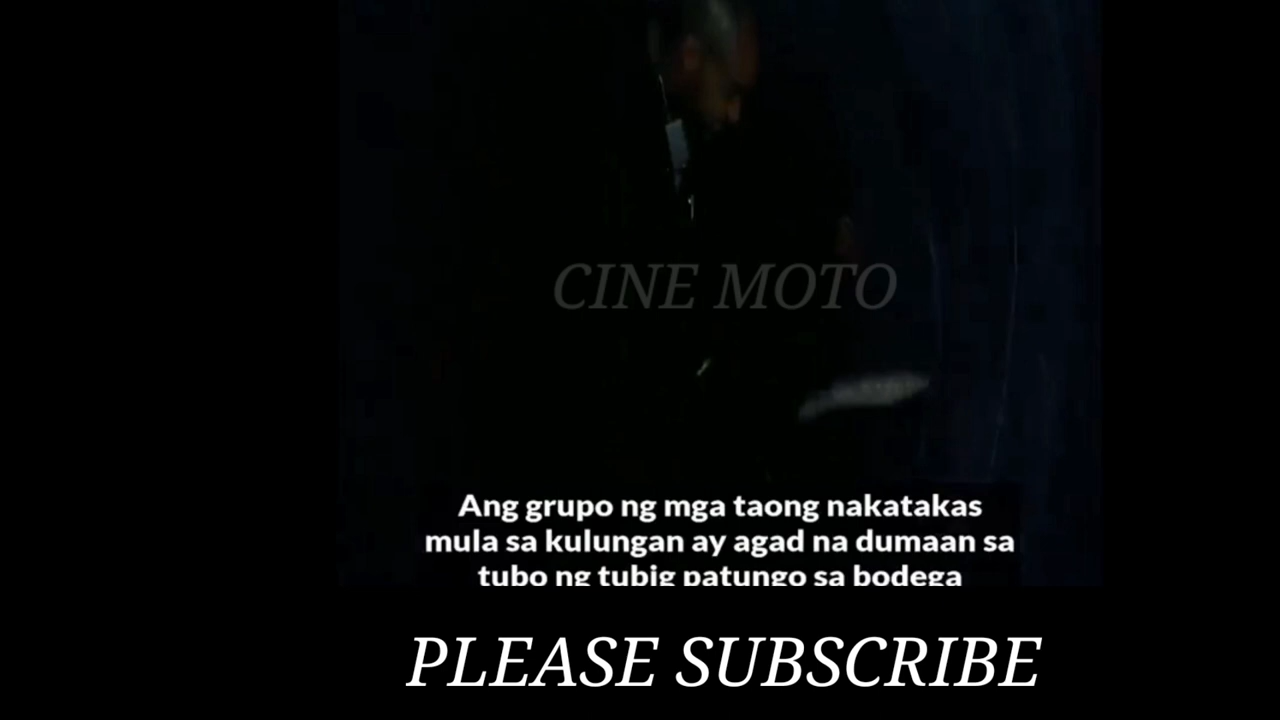 CINE MOTO
Ang grupo ng mga taong nakatakas
mula sa kulungan ay agad na dumaan sa
tubo ng tubig patungo sa bodega
PLEASE SUBSCRIBE